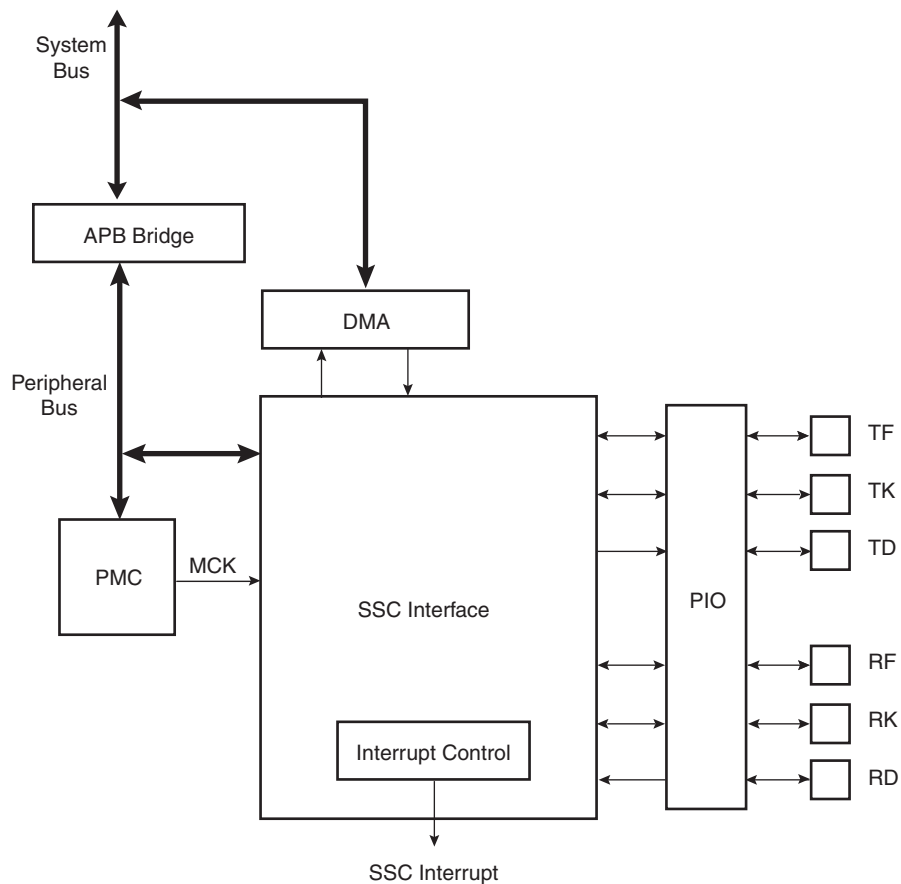 System
Bus
APB Bridge
DMA
Peripheral
Bus
PMC
MCK
SSC Interface
PIO
TF
TK
TD
RF
RK
RD
Interrupt Control
SSC Interrupt